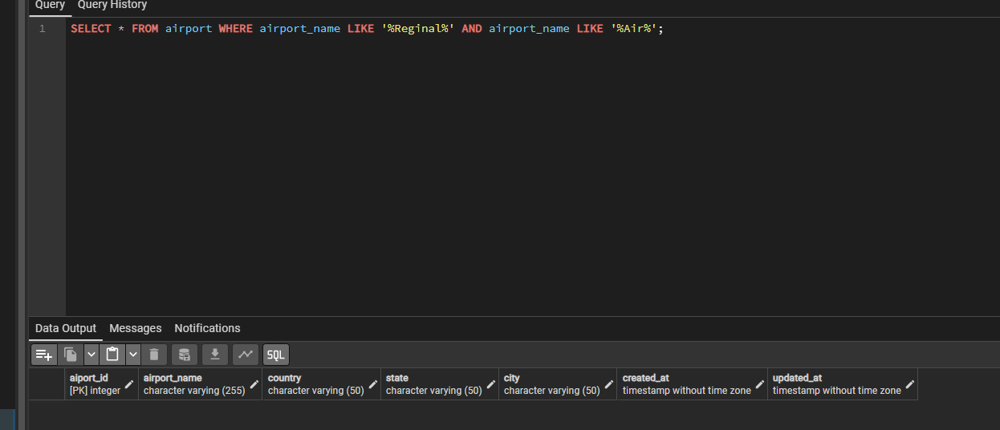 Query Query History
1 SELECT * FROM airport WHERE airport_name LIKE '%Reginal%' AND airport_name LIKE '%Air%';
Data Output Messages Notifications
SQL
aiport_id airport_name country state city created_at updated_at
[PK] integer character varying (255) character varying (50) character varying (50) character varying (50) timestamp without time zone timestamp without time zone